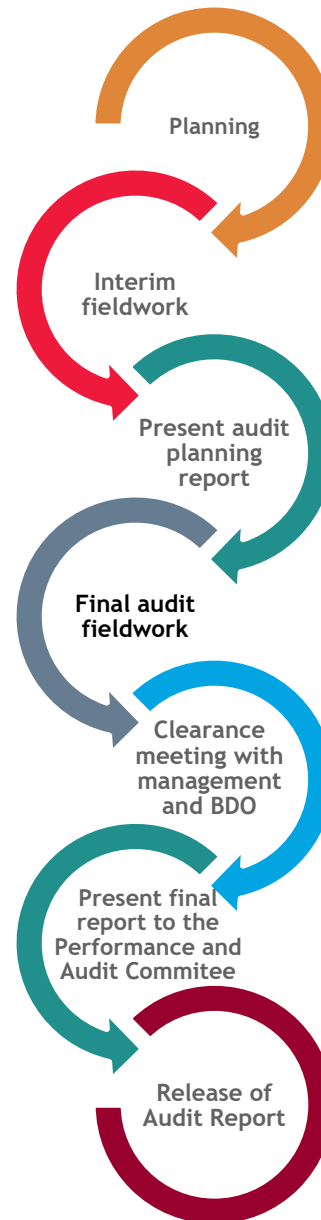 Planning
Interim
fieldwork
Present audit
planning
report
Final audit
fieldwork
Clearance
meeting with
management
and BDO
Present final
report to the
Performance and
Audit Commitee
Release of
Audit Report